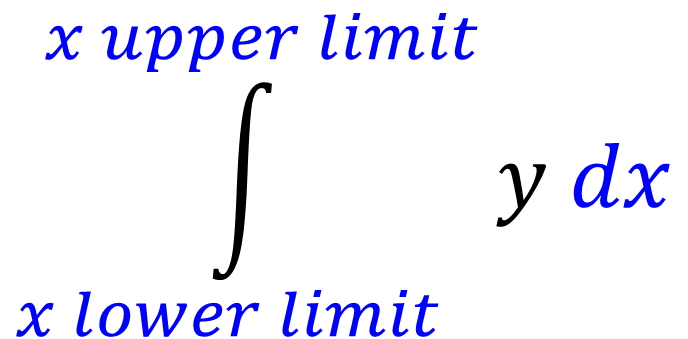 x upper limit
∫ y dx
x lower limit